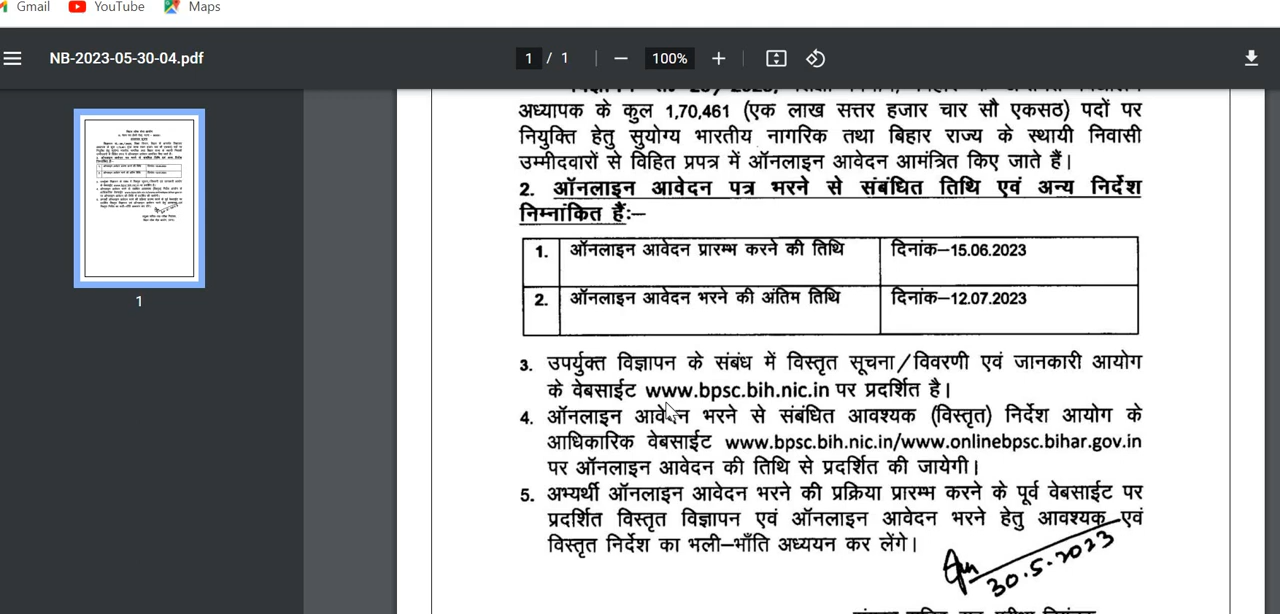 Gmail YouTube Maps
NB-2023-05-30-04.pdf 1 / 1 100%
अध्यापक के कुल 1,70,461 (एक लाख सत्तर हजार चार सौ एकसठ) पदों पर
नियुक्ति हेतु सुयोग्य भारतीय नागरिक तथा बिहार राज्य के स्थायी निवासी
उम्मीदवारों से विहित प्रपत्र में ऑनलाइन आवेदन आमंत्रित किए जाते हैं।
2. ऑनलाइन आवेदन पत्र भरने से संबंधित तिथि एवं अन्य निर्देश
निम्नांकित हैं:–
1. ऑनलाइन आवेदन प्रारम्भ करने की तिथि दिनांक–15.06.2023
2. ऑनलाइन आवेदन भरने की अंतिम तिथि दिनांक–12.07.2023
3. उपर्युक्त विज्ञापन के संबंध में विस्तृत सूचना/विवरणी एवं जानकारी आयोग
के वेबसाईट www.bpsc.bih.nic.in पर प्रदर्शित है।
4. ऑनलाइन आवेदन भरने से संबंधित आवश्यक (विस्तृत) निर्देश आयोग के
आधिकारिक वेबसाईट www.bpsc.bih.nic.in/www.onlinebpsc.bihar.gov.in
पर ऑनलाइन आवेदन की तिथि से प्रदर्शित की जायेगी।
5. अभ्यर्थी ऑनलाइन आवेदन भरने की प्रक्रिया प्रारम्भ करने के पूर्व वेबसाईट पर
प्रदर्शित विस्तृत विज्ञापन एवं ऑनलाइन आवेदन भरने हेतु आवश्यक एवं
विस्तृत निर्देश का भली–भाँति अध्ययन कर लेंगे।
30.5.2023
1